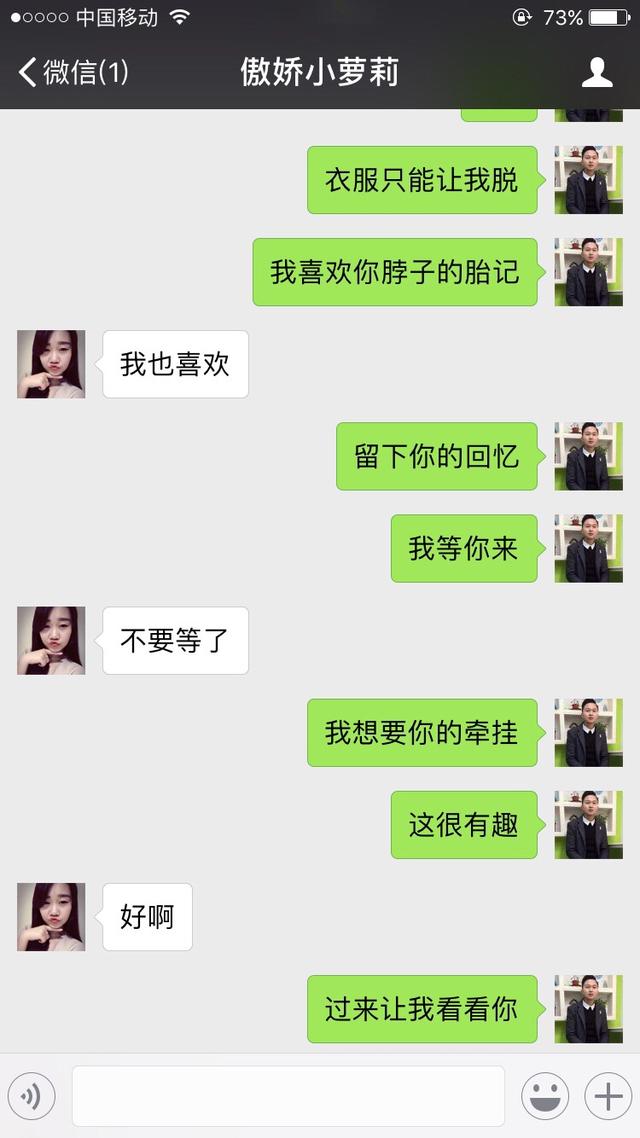 中国移动
73%
微信(1)
傲娇小萝莉
衣服只能让我脱
我喜欢你脖子的胎记
我也喜欢
留下你的回忆
我等你来
不要等了
我想要你的牵挂
这很有趣
好啊
过来让我看看你